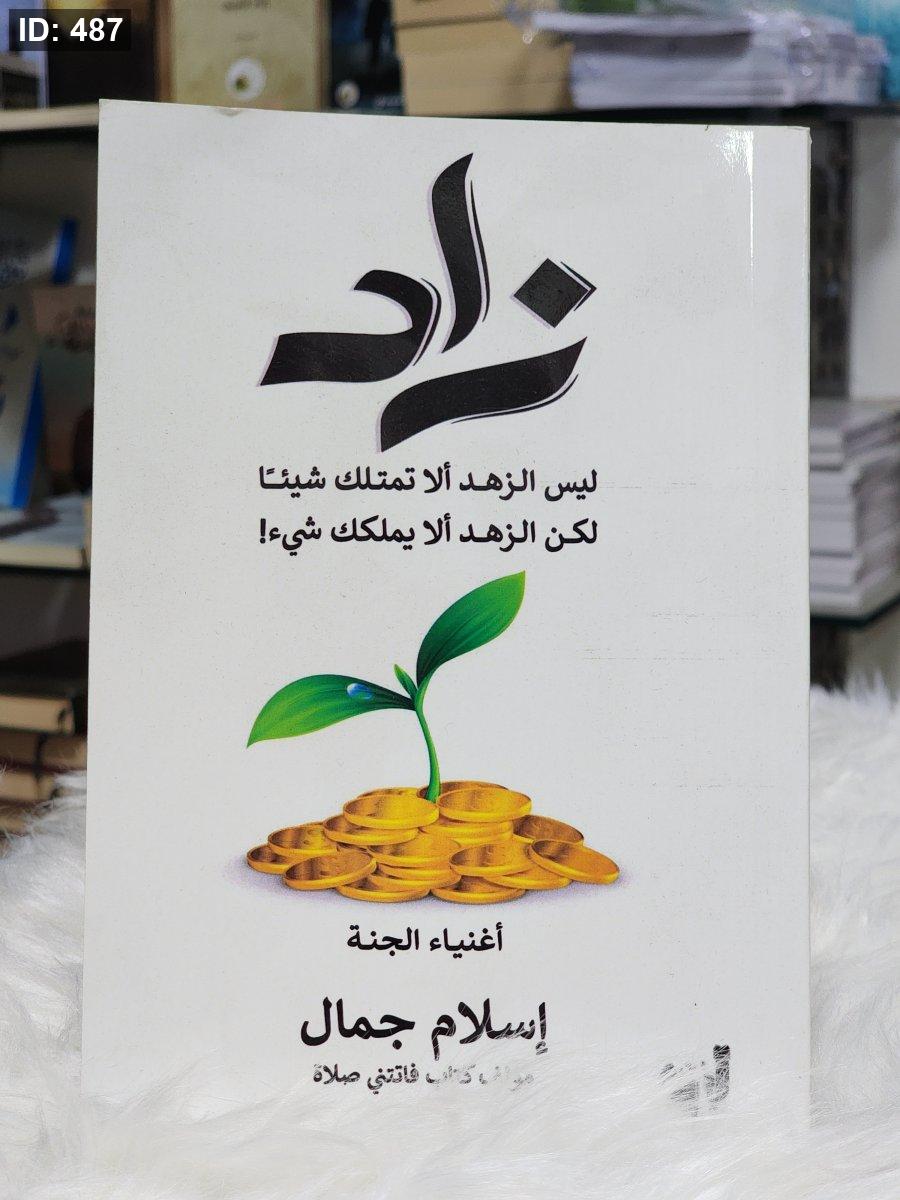 ID: 487
زاد
ليس الزهد ألا تمتلك شيئًا
لكن الزهد ألا يملكك شيء!
أغنياء الجنة
إسلام جمال
مؤلف كتاب فاتتني صلاة